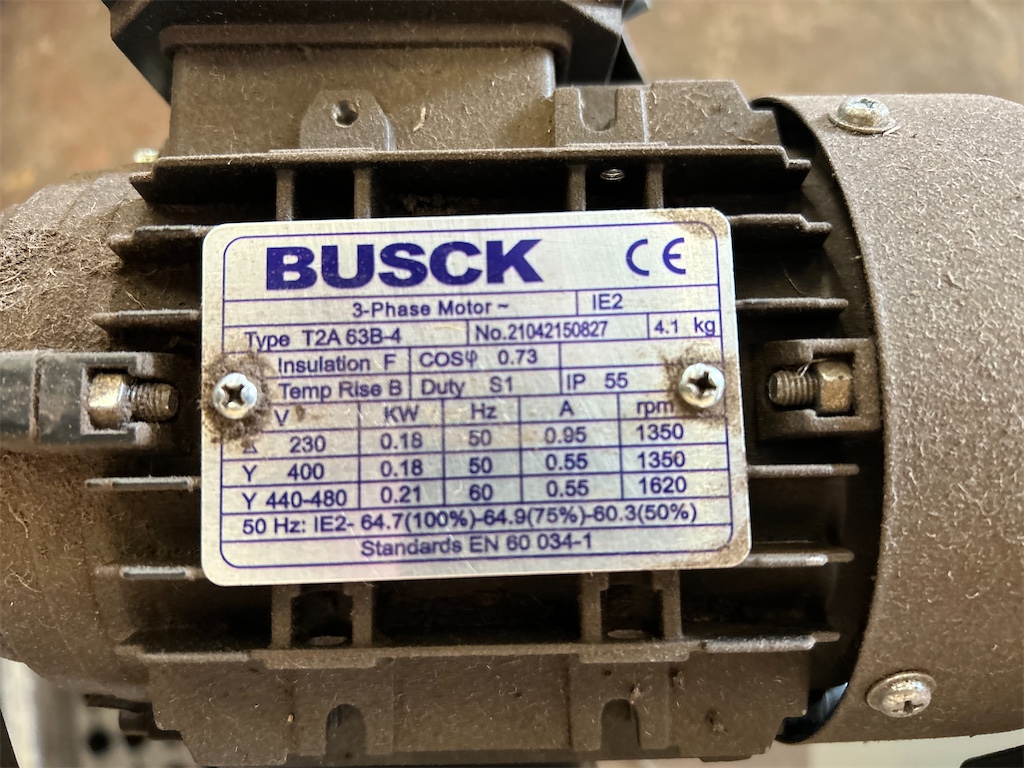 BUSCK CE
3-Phase Motor ~ IE2
Type T2A 63B-4 No.21042150827 4.1 kg
Insulation F COSφ 0.73
Temp Rise B Duty S1 IP 55
V KW Hz A rpm
Δ 230 0.18 50 0.95 1350
Y 400 0.18 50 0.55 1350
Y 440-480 0.21 60 0.55 1620
50 Hz: IE2- 64.7(100%)-64.9(75%)-60.3(50%)
Standards EN 60 034-1